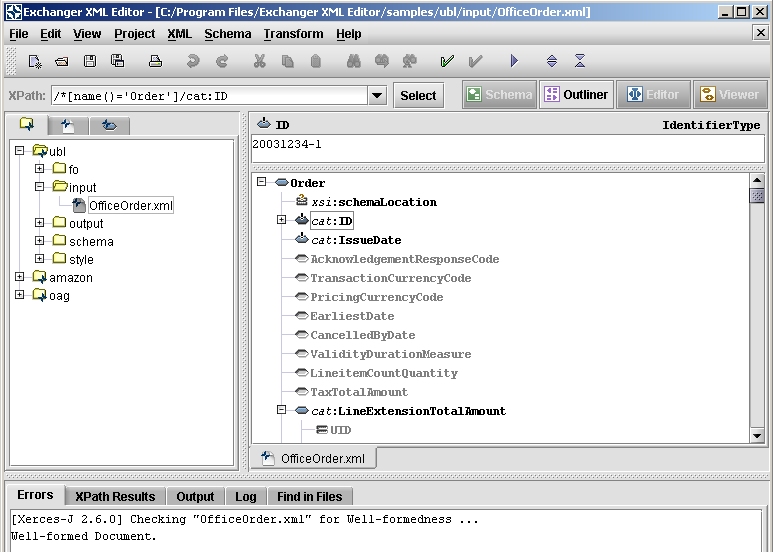 Exchanger XML Editor - [C:/Program Files/Exchanger XML Editor/samples/ubl/input/OfficeOrder.xml]
File Edit View Project XML Schema Transform Help
XPath: /*[name()='Order']/cat:ID Select Schema Outliner Editor Viewer
ubl
fo
input
OfficeOrder.xml
output
schema
style
amazon
oag
ID IdentifierType
20031234-1
Order
xsi:schemaLocation
cat:ID
cat:IssueDate
AcknowledgementResponseCode
TransactionCurrencyCode
PricingCurrencyCode
EarliestDate
CancelledByDate
ValidityDurationMeasure
LineitemCountQuantity
TaxTotalAmount
cat:LineExtensionTotalAmount
UID
OfficeOrder.xml
Errors XPath Results Output Log Find in Files
[Xerces-J 2.6.0] Checking "OfficeOrder.xml" for Well-formedness ...
Well-formed Document.